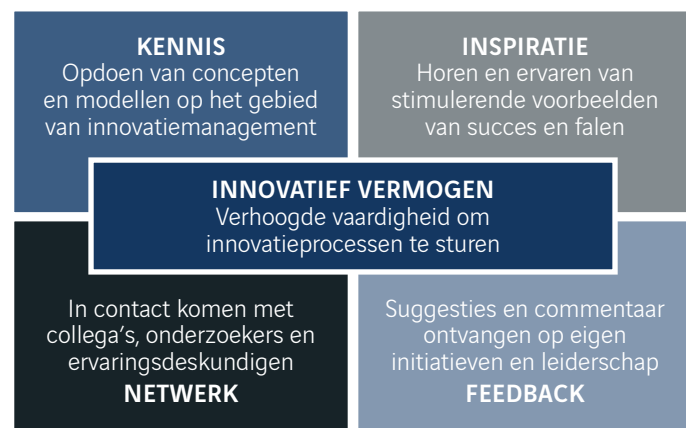 KENNIS
Opdoen van concepten
en modellen op het gebied
van innovatiemanagement
INSPIRATIE
Horen en ervaren van
stimulerende voorbeelden
van succes en falen
INNOVATIEF VERMOGEN
Verhoogde vaardigheid om
innovatieprocessen te sturen
In contact komen met
collega’s, onderzoekers en
ervaringsdeskundigen
NETWERK
Suggesties en commentaar
ontvangen op eigen
initiatieven en leiderschap
FEEDBACK